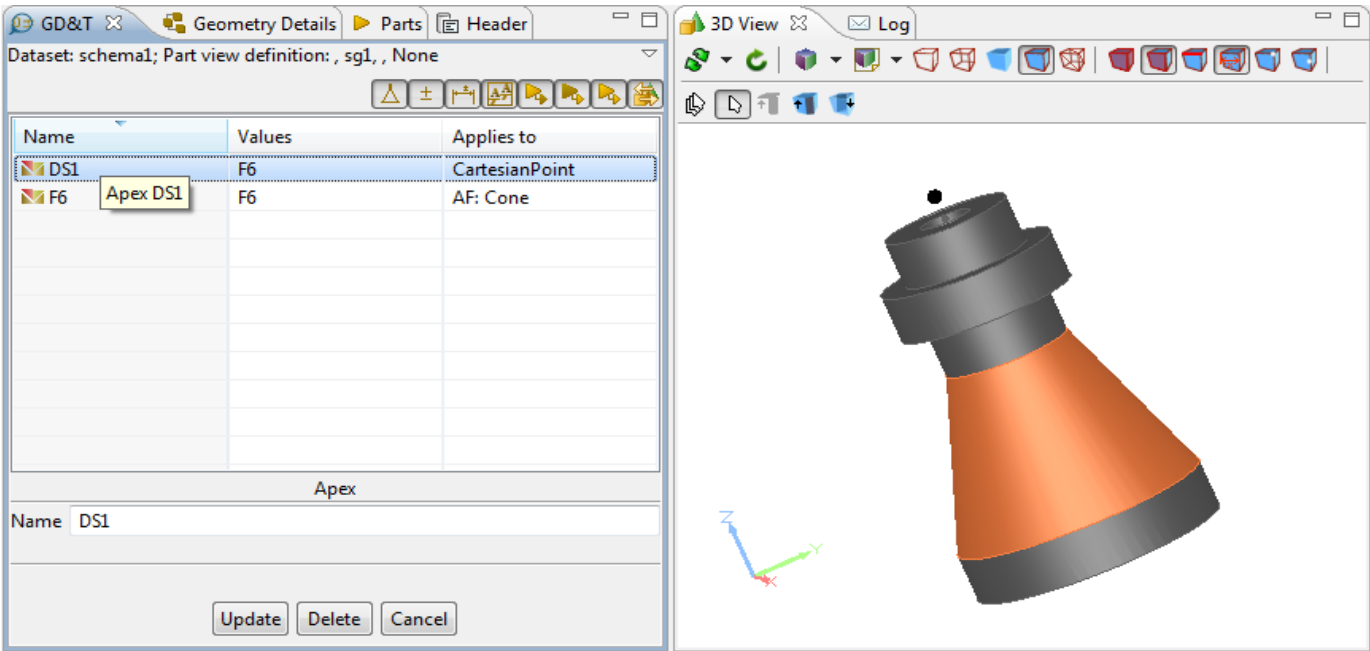 GD&T Geometry Details Parts Header
Dataset: schema1; Part view definition: , sg1, , None
Name Values Applies to
DS1 F6 CartesianPoint
Apex DS1
F6 F6 AF: Cone
Apex
Name DS1
Update Delete Cancel
3D View Log
Z
Y
X